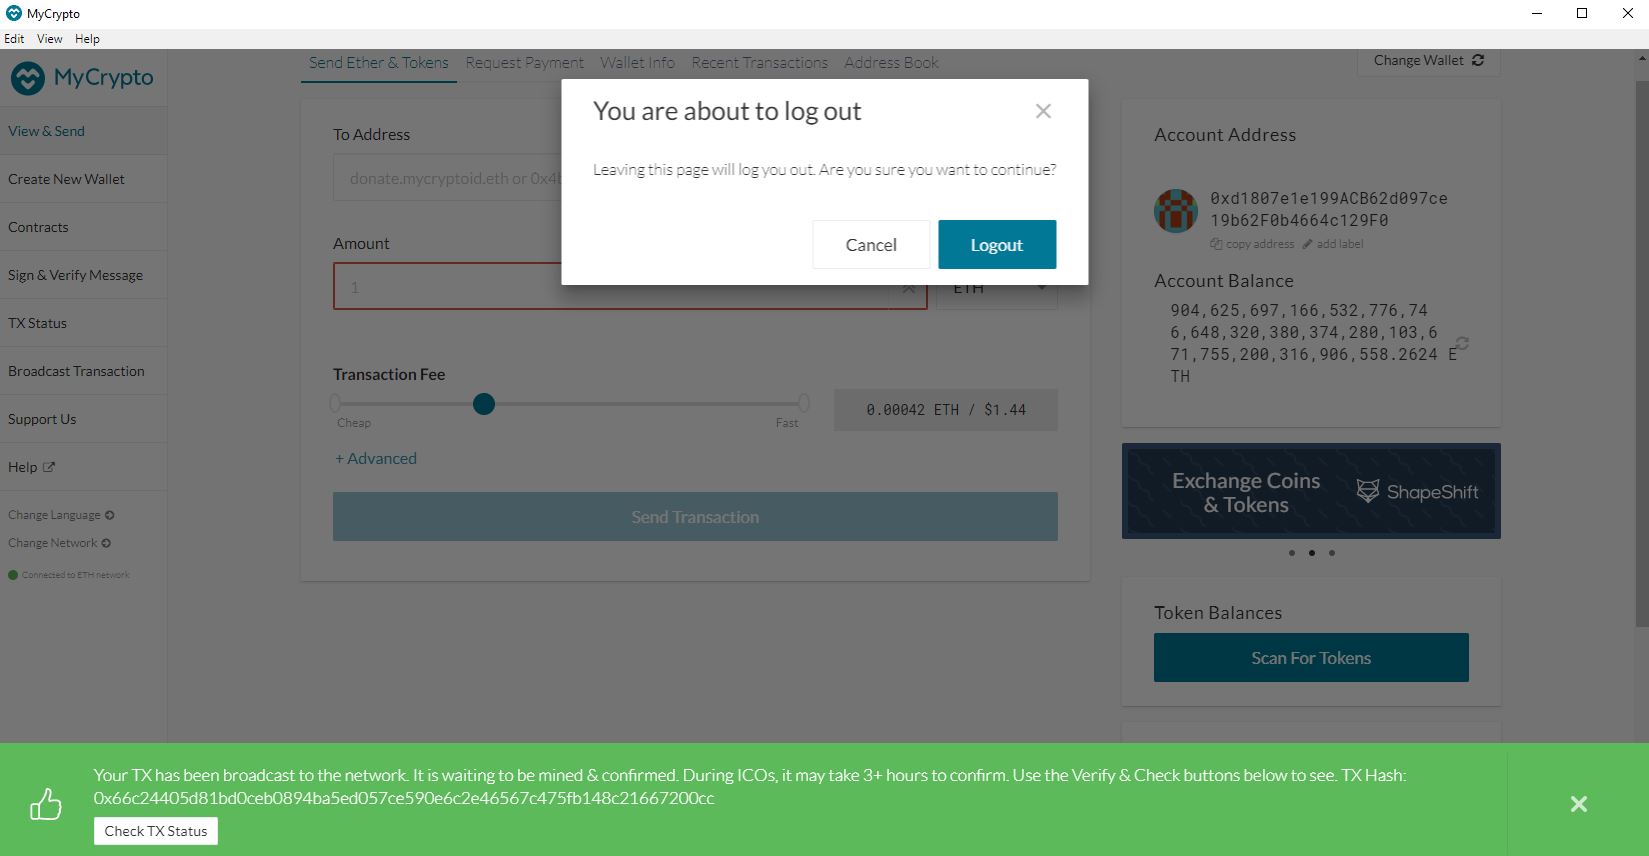 MyCrypto
Edit View Help
MyCrypto
Send Ether & Tokens Request Payment Wallet Info Recent Transactions Address Book
Change Wallet
View & Send
Create New Wallet
Contracts
Sign & Verify Message
TX Status
Broadcast Transaction
Support Us
Help
Change Language
Change Network
Connected to ETH network
To Address
donate.mycryptoid.eth or 0x4b
Amount
1
ETH
Transaction Fee
Cheap
Fast
0.00042 ETH / $1.44
+ Advanced
Send Transaction
You are about to log out
Leaving this page will log you out. Are you sure you want to continue?
Cancel
Logout
Account Address
0xd1807e1e199ACB62d097ce
19b62F0b4664c129F0
copy address add label
Account Balance
904,625,697,166,532,776,74
6,648,320,380,374,280,103,6
71,755,200,316,906,558.2624 E
TH
Exchange Coins
& Tokens
ShapeShift
Token Balances
Scan For Tokens
Your TX has been broadcast to the network. It is waiting to be mined & confirmed. During ICOs, it may take 3+ hours to confirm. Use the Verify & Check buttons below to see. TX Hash:
0x66c24405d81bd0ceb0894ba5ed057ce590e6c2e46567c475fb148c21667200cc
Check TX Status